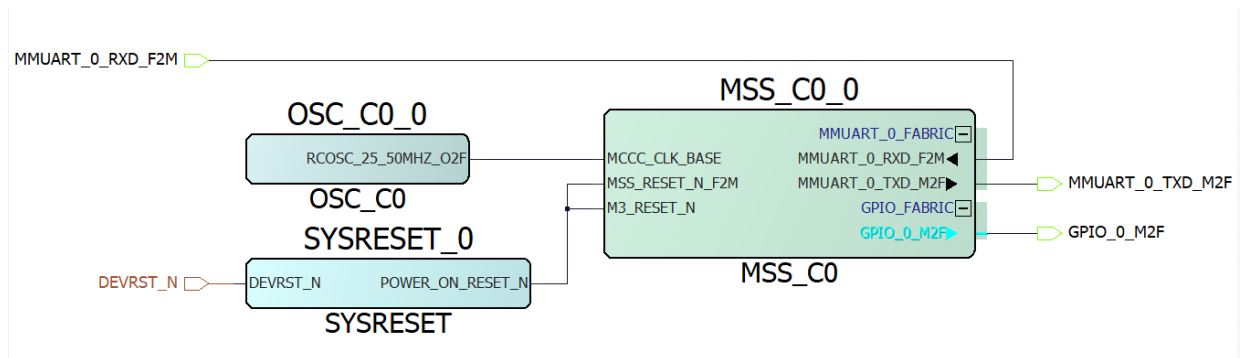 MMUART_0_RXD_F2M
OSC_C0_0
RCOSC_25_50MHZ_O2F
OSC_C0
SYSRESET_0
DEVRST_N
DEVRST_N
POWER_ON_RESET_N
SYSRESET
MSS_C0_0
MMUART_0_FABRIC
MCCC_CLK_BASE
MMUART_0_RXD_F2M
MSS_RESET_N_F2M
MMUART_0_TXD_M2F
M3_RESET_N
GPIO_FABRIC
GPIO_0_M2F
MSS_C0
MMUART_0_TXD_M2F
GPIO_0_M2F